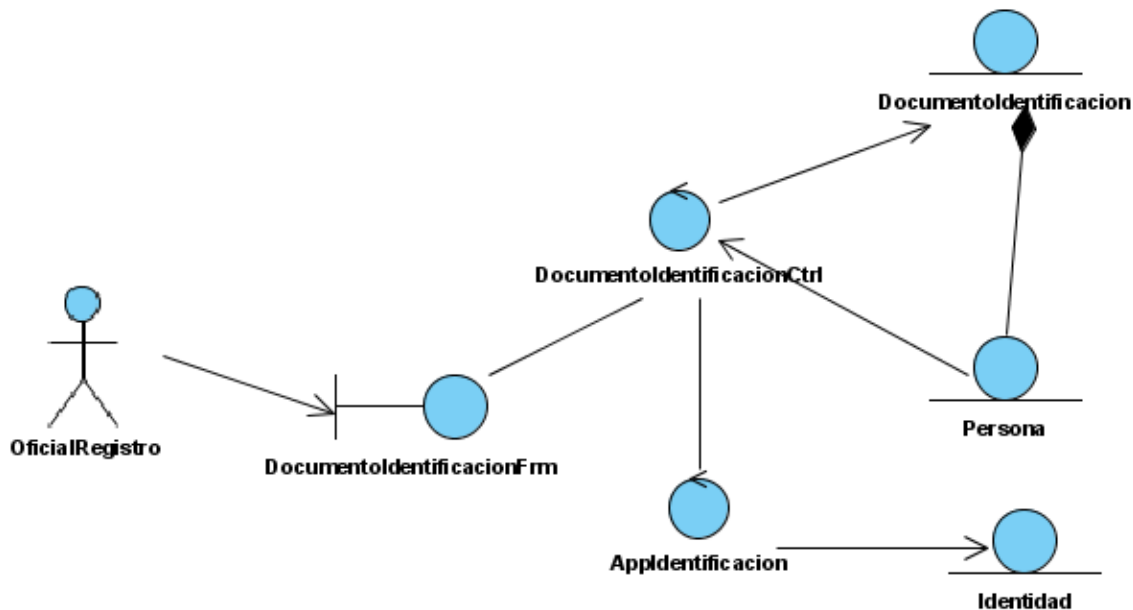 DocumentoIdentificacion
DocumentoIdentificacionCtrl
OficialRegistro
DocumentoIdentificacionFrm
Persona
AppIdentificacion
Identidad